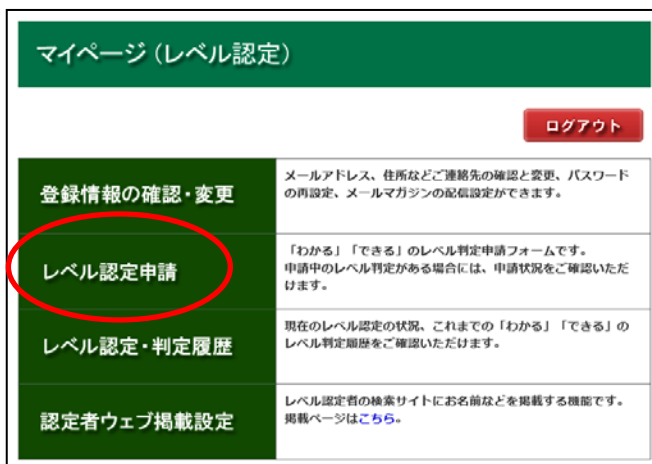 マイページ（レベル認定）
ログアウト
登録情報の確認・変更
メールアドレス、住所などご連絡先の確認と変更、パスワード
の再設定、メールマガジンの配信設定ができます。
レベル認定申請
「わかる」「できる」のレベル判定申請フォームです。
申請中のレベル判定がある場合には、申請状況をご確認いただ
けます。
レベル認定・判定履歴
現在のレベル認定の状況、これまでの「わかる」「できる」の
レベル判定履歴をご確認いただけます。
認定者ウェブ掲載設定
レベル認定者の検索サイトにお名前などを掲載する機能です。
掲載ページはこちら。